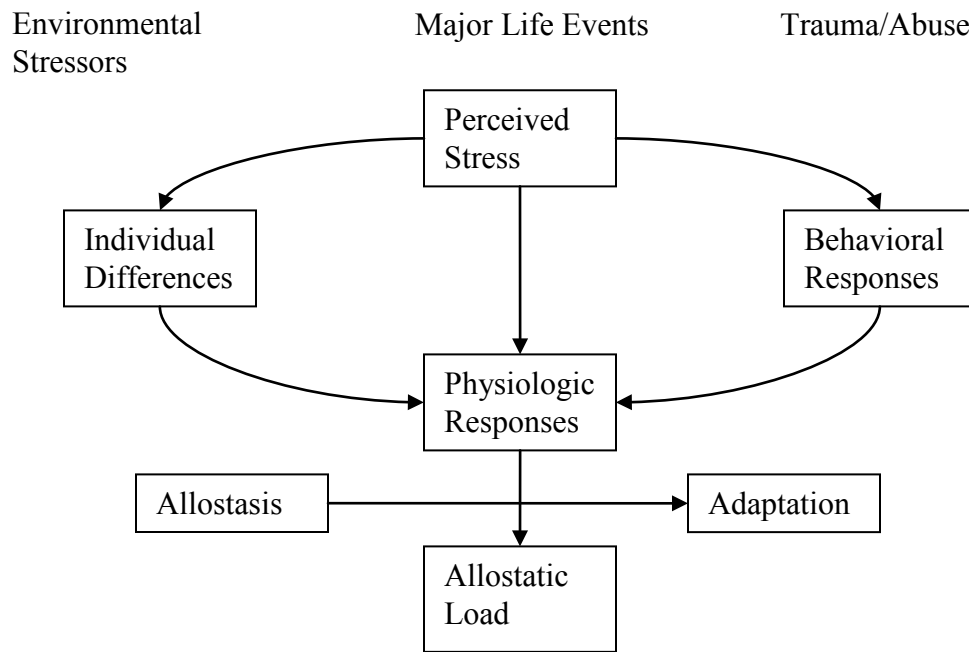 Environmental
Stressors
Major Life Events
Trauma/Abuse
Perceived
Stress
Individual
Differences
Behavioral
Responses
Physiologic
Responses
Allostasis
Adaptation
Allostatic
Load